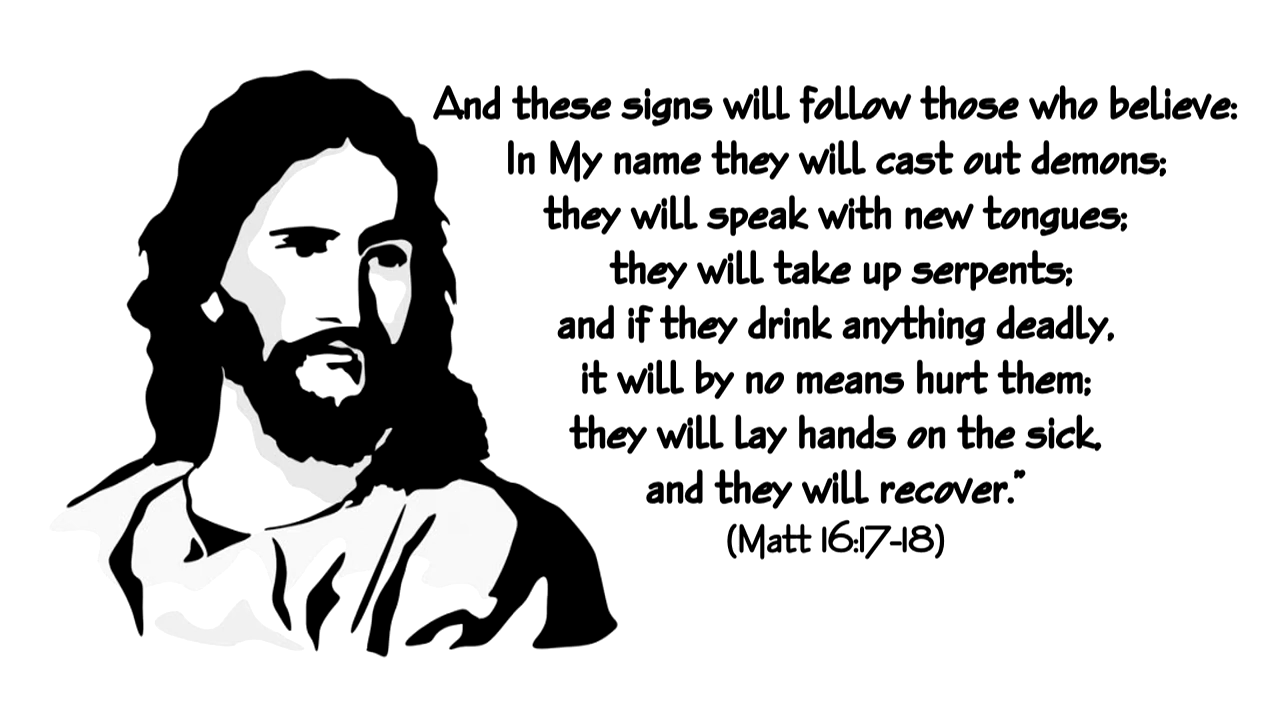 And these signs will follow those who believe:
In My name they will cast out demons;
they will speak with new tongues;
they will take up serpents;
and if they drink anything deadly,
it will by no means hurt them;
they will lay hands on the sick,
and they will recover."
(Matt 16:17-18)